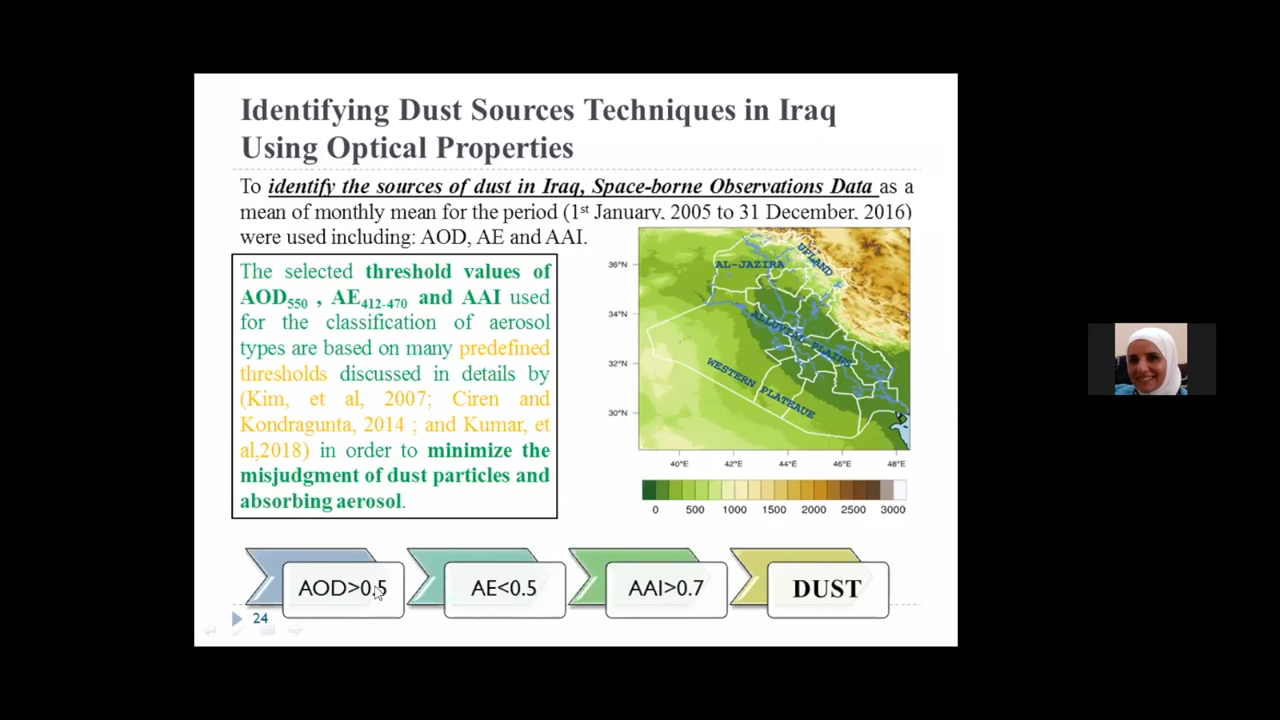 Identifying Dust Sources Techniques in Iraq
Using Optical Properties
To identify the sources of dust in Iraq, Space-borne Observations Data as a
mean of monthly mean for the period (1st January, 2005 to 31 December, 2016)
were used including: AOD, AE and AAI.
The selected threshold values of
AOD550 , AE412-470 and AAI used
for the classification of aerosol
types are based on many predefined
thresholds discussed in details by
(Kim, et al, 2007; Ciren and
Kondragunta, 2014 ; and Kumar, et
al,2018) in order to minimize the
misjudgment of dust particles and
absorbing aerosol.
36°N
34°N
32°N
30°N
AL-JAZIRA
UPLAND
ALLUVIAL PLAINS
WESTERN PLATEAUE
40°E 42°E 44°E 46°E 48°E
0 500 1000 1500 2000 2500 3000
AOD>0.5
AE<0.5
AAI>0.7
DUST
24